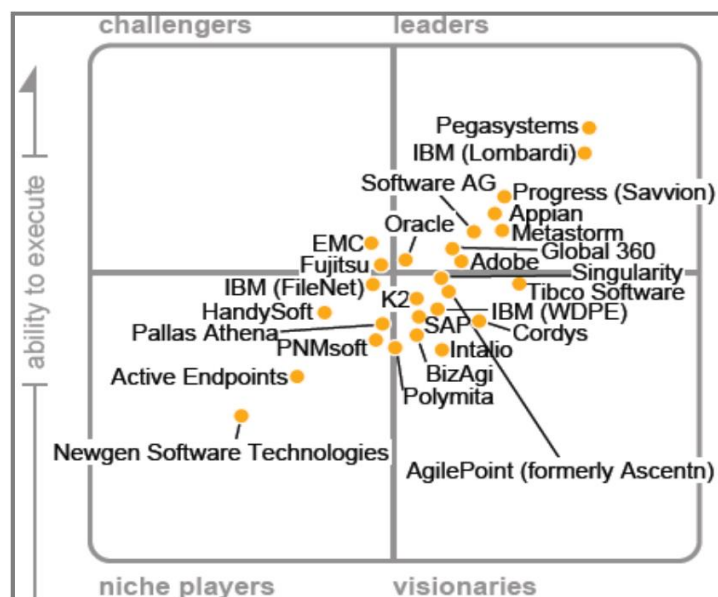 challengers
leaders
Pegasystems
IBM (Lombardi)
Software AG
Progress (Savvion)
Appian
Oracle
Metastorm
EMC
Global 360
Fujitsu
Adobe
Singularity
IBM (FileNet)
K2
Tibco Software
HandySoft
IBM (WDPE)
Pallas Athena
SAP
Cordys
PNMsoft
Intalio
BizAgi
Active Endpoints
Polymita
Newgen Software Technologies
AgilePoint (formerly Ascentn)
ability to execute
niche players
visionaries